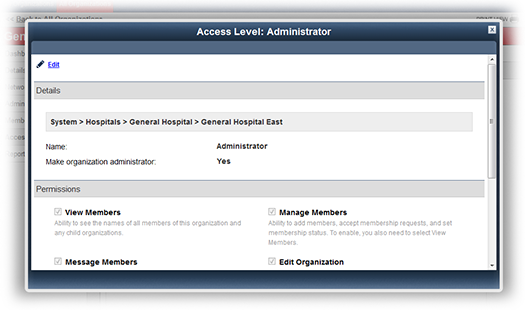 Back to All Organizations
Access Level: Administrator
x
Edit
Details
System > Hospitals > General Hospital > General Hospital East
Name: Administrator
Make organization administrator: Yes
Permissions
View Members
Ability to see the names of all members of this organization and
any child organizations.
Manage Members
Ability to add members, accept membership requests, and set
membership status. To enable, you also need to select View
Members.
Message Members
Edit Organization